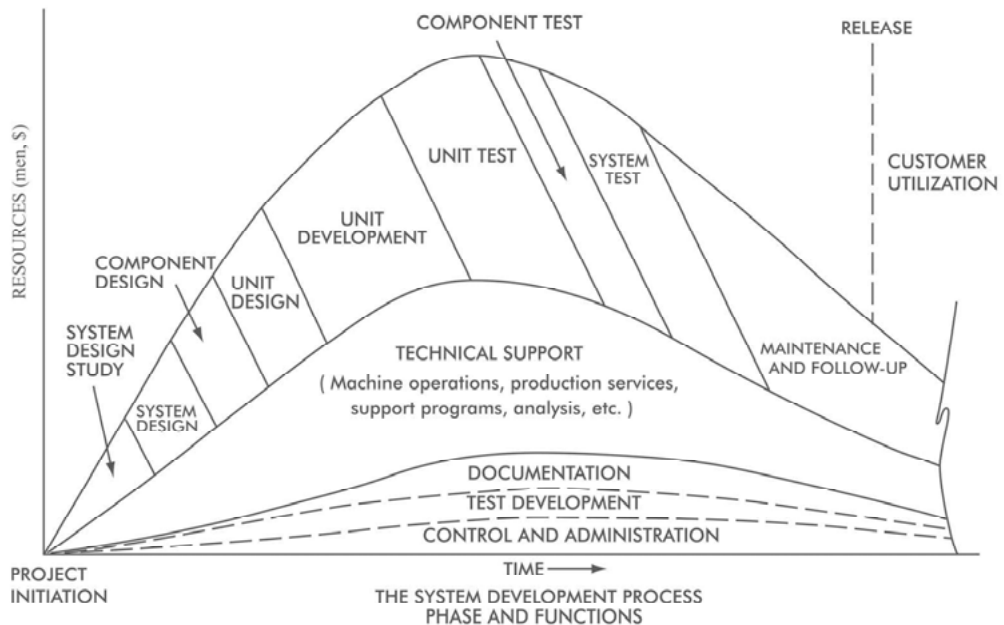 COMPONENT TEST
RELEASE
RESOURCES (men, $)
UNIT TEST
SYSTEM
TEST
CUSTOMER
UTILIZATION
UNIT
DEVELOPMENT
COMPONENT
DESIGN
UNIT
DESIGN
SYSTEM
DESIGN
STUDY
TECHNICAL SUPPORT
( Machine operations, production services,
support programs, analysis, etc. )
MAINTENANCE
AND FOLLOW-UP
SYSTEM
DESIGN
DOCUMENTATION
TEST DEVELOPMENT
CONTROL AND ADMINISTRATION
PROJECT
INITIATION
TIME
THE SYSTEM DEVELOPMENT PROCESS
PHASE AND FUNCTIONS